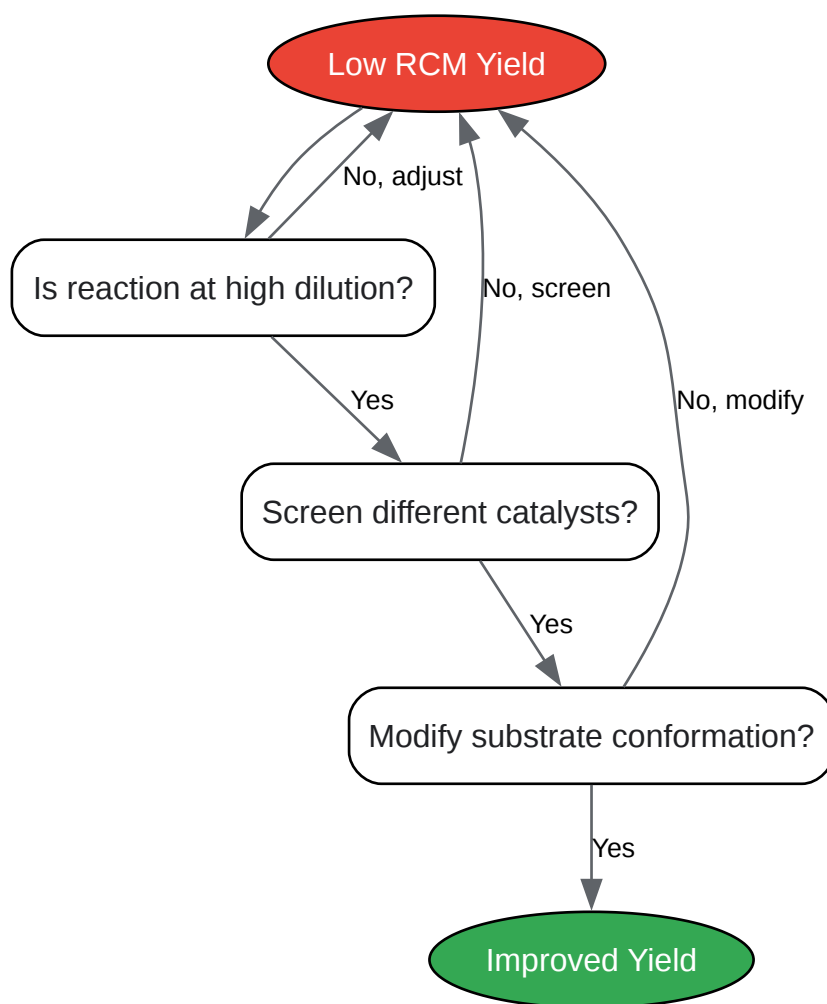 Low RCM Yield
No, adjust
Is reaction at high dilution?
No, screen
Yes
No, modify
Screen different catalysts?
Yes
Modify substrate conformation?
Yes
Improved Yield